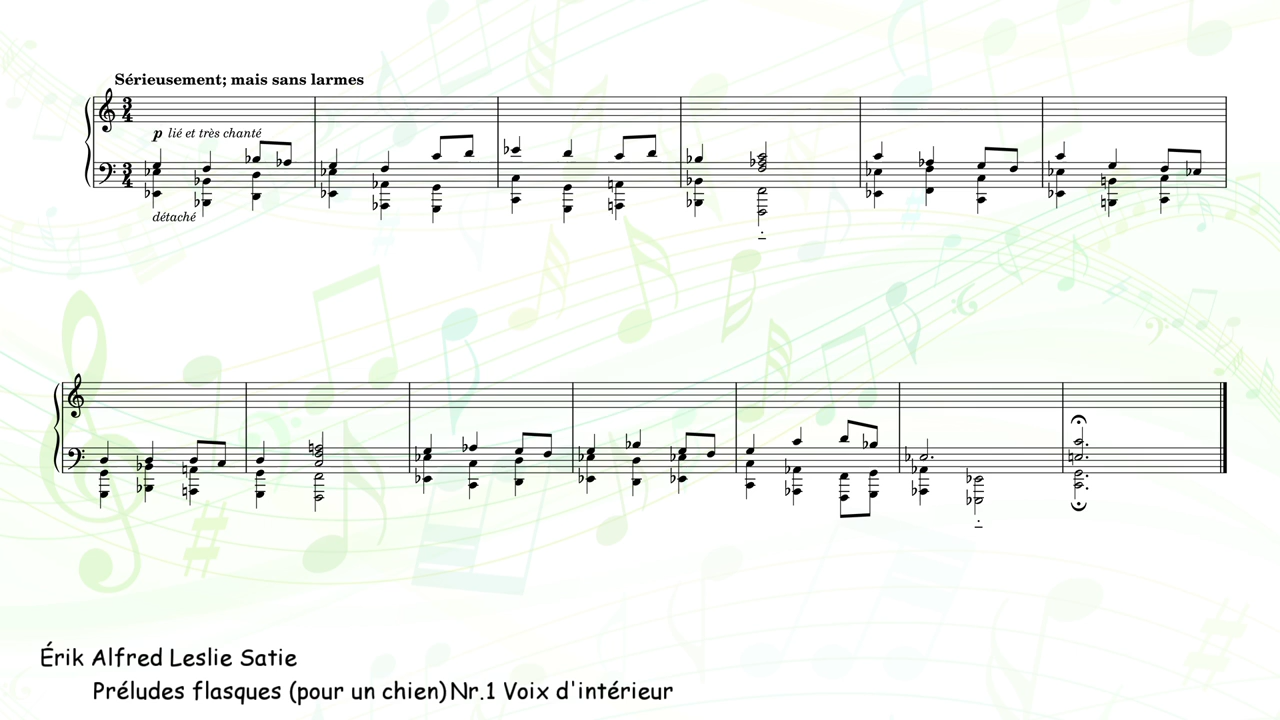 Sérieusement; mais sans larmes
p lié et très chanté
détaché
Érik Alfred Leslie Satie
Préludes flasques (pour un chien) Nr.1 Voix d'intérieur